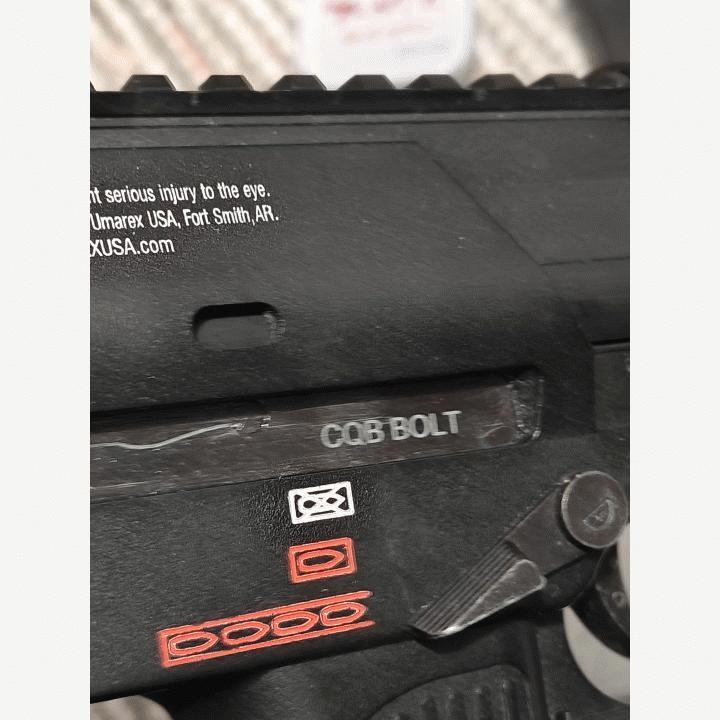 nt serious injury to the eye.
Umarex USA, Fort Smith,AR.
XUSA.com
CQB BOLT